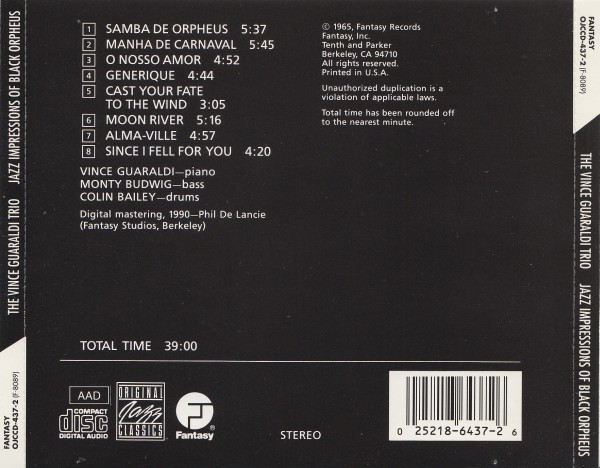 THE VINCE GUARALDI TRIO JAZZ IMPRESSIONS OF BLACK ORPHEUS
FANTASY
OJCCD-437-2 (F-8089)
1 SAMBA DE ORPHEUS 5:37
2 MANHA DE CARNAVAL 5:45
3 O NOSSO AMOR 4:52
4 GENERIQUE 4:44
5 CAST YOUR FATE
TO THE WIND 3:05
6 MOON RIVER 5:16
7 ALMA-VILLE 4:57
8 SINCE I FELL FOR YOU 4:20
VINCE GUARALDI—piano
MONTY BUDWIG—bass
COLIN BAILEY—drums
Digital mastering, 1990—Phil De Lancie
(Fantasy Studios, Berkeley)
© 1965, Fantasy Records
Fantasy, Inc.
Tenth and Parker
Berkeley, CA 94710
All rights reserved.
Printed in U.S.A.
Unauthorized duplication is a
violation of applicable laws.
Total time has been rounded off
to the nearest minute.
TOTAL TIME 39:00
AAD
COMPACT
disc
DIGITAL AUDIO
ORIGINAL
Jazz
CLASSICS
F
Fantasy
STEREO
0 25218-6437-2 6
FANTASY
OJCCD-437-2 (F-8089)
THE VINCE GUARALDI TRIO JAZZ IMPRESSIONS OF BLACK ORPHEUS